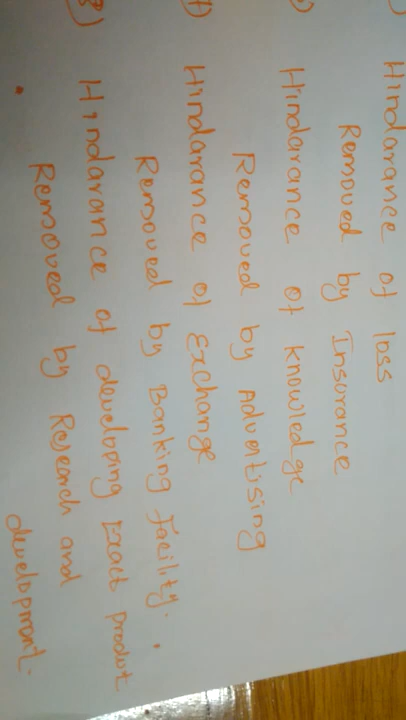 ) Hindarance of loss
Removed by Insurance
) Hindarance of knowledge
Removed by Advertising
f) Hindarance of Exchange
Removed by Banking facility.
g) Hindarance of developing Exact produt
Removed by Research and
development.